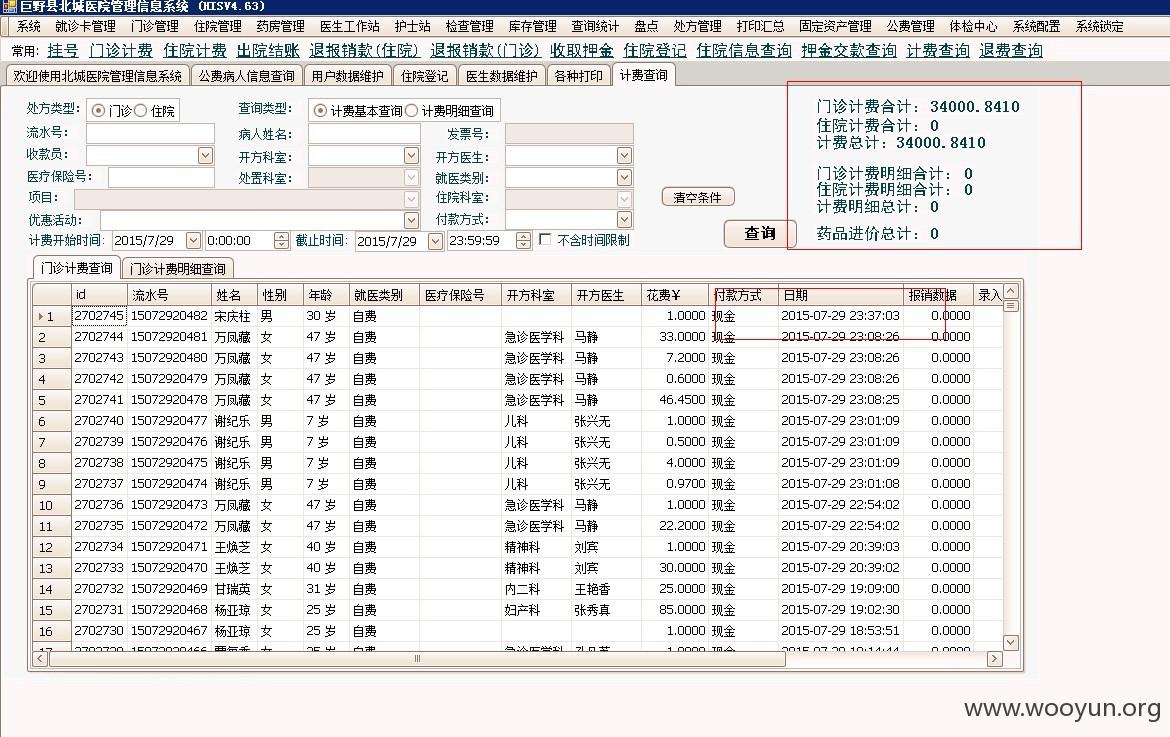 巨野县北城医院管理信息系统 (HISV4.63)
系统 就诊卡管理 门诊管理 住院管理 药房管理 医生工作站 护士站 检查管理 库存管理 查询统计 盘点 处方管理 打印汇总 固定资产管理 公费管理 体检中心 系统配置 系统锁定
常用: 挂号 门诊计费 住院计费 出院结账 退报销款(住院) 退报销款(门诊) 收取押金 住院登记 住院信息查询 押金交款查询 计费查询 退费查询
欢迎使用北城医院管理信息系统 公费病人信息查询 用户数据维护 住院登记 医生数据维护 各种打印 计费查询
处方类型: 门诊 住院 查询类型: 计费基本查询 计费明细查询
流水号: 病人姓名: 发票号:
收款员: 开方科室: 开方医生:
医疗保险号: 处置科室: 就医类别:
项目: 住院科室:
优惠活动: 付款方式:
清空条件
计费开始时间: 2015/7/29 0:00:00 截止时间: 2015/7/29 23:59:59 不含时间限制
查询
门诊计费合计: 34000.8410
住院计费合计: 0
计费总计: 34000.8410
门诊计费明细合计: 0
住院计费明细合计: 0
计费明细总计: 0
药品进价总计: 0
门诊计费查询 门诊计费明细查询
id 流水号 姓名 性别 年龄 就医类别 医疗保险号 开方科室 开方医生 花费¥ 付款方式 日期 报销数据 录入
1 2702745 15072920482 宋庆柱 男 30 岁 自费 1.0000 现金 2015-07-29 23:37:03 0.0000
2 2702744 15072920481 万凤藏 女 47 岁 自费 急诊医学科 马静 33.0000 现金 2015-07-29 23:08:26 0.0000
3 2702743 15072920480 万凤藏 女 47 岁 自费 急诊医学科 马静 7.2000 现金 2015-07-29 23:08:26 0.0000
4 2702742 15072920479 万凤藏 女 47 岁 自费 急诊医学科 马静 0.6000 现金 2015-07-29 23:08:26 0.0000
5 2702741 15072920478 万凤藏 女 47 岁 自费 急诊医学科 马静 46.4500 现金 2015-07-29 23:08:25 0.0000
6 2702740 15072920477 谢纪乐 男 7 岁 自费 儿科 张兴无 1.0000 现金 2015-07-29 23:01:09 0.0000
7 2702739 15072920476 谢纪乐 男 7 岁 自费 儿科 张兴无 0.5000 现金 2015-07-29 23:01:09 0.0000
8 2702738 15072920475 谢纪乐 男 7 岁 自费 儿科 张兴无 4.0000 现金 2015-07-29 23:01:09 0.0000
9 2702737 15072920474 谢纪乐 男 7 岁 自费 儿科 张兴无 0.9700 现金 2015-07-29 23:01:08 0.0000
10 2702736 15072920473 万凤藏 女 47 岁 自费 急诊医学科 马静 1.0000 现金 2015-07-29 22:54:02 0.0000
11 2702735 15072920472 万凤藏 女 47 岁 自费 急诊医学科 马静 22.2000 现金 2015-07-29 22:54:02 0.0000
12 2702734 15072920471 王焕芝 女 40 岁 自费 精神科 刘宾 1.0000 现金 2015-07-29 20:39:03 0.0000
13 2702733 15072920470 王焕芝 女 40 岁 自费 精神科 刘宾 30.0000 现金 2015-07-29 20:39:02 0.0000
14 2702732 15072920469 甘瑞英 女 31 岁 自费 内二科 王艳香 25.0000 现金 2015-07-29 19:09:00 0.0000
15 2702731 15072920468 杨亚琼 女 25 岁 自费 妇产科 张秀真 85.0000 现金 2015-07-29 19:02:30 0.0000
16 2702730 15072920467 杨亚琼 女 25 岁 自费 1.0000 现金 2015-07-29 18:53:51 0.0000
www.wooyun.org